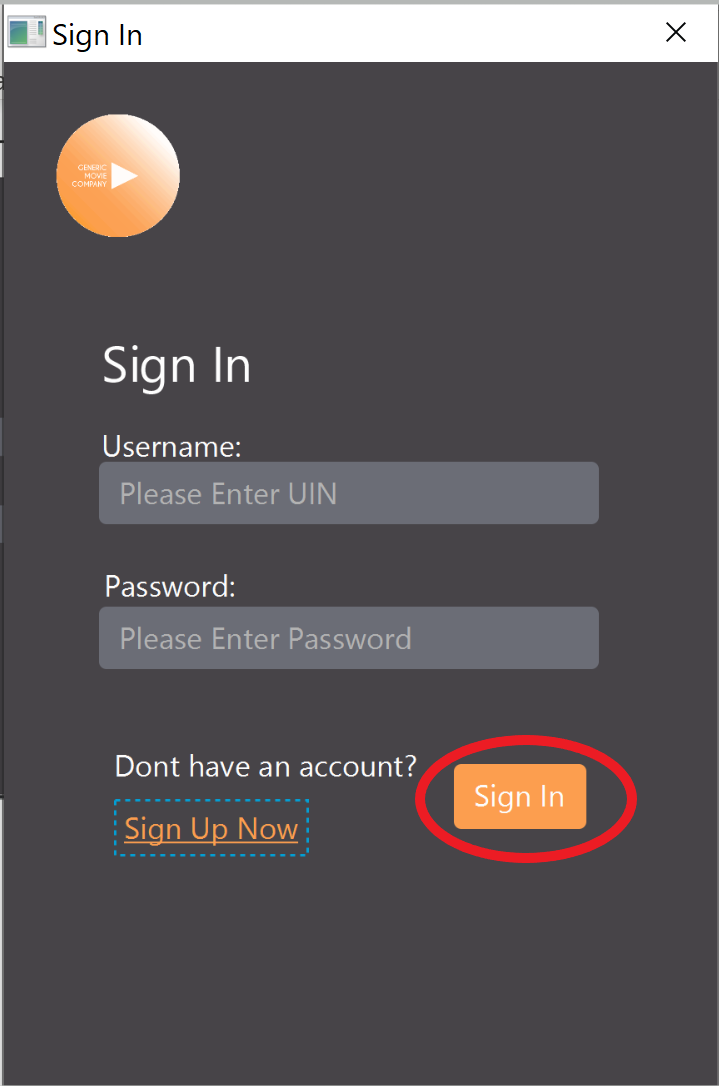 Sign In
GENERIC
MOVIE
COMPANY
Sign In
Username:
Please Enter UIN
Password:
Please Enter Password
Dont have an account?
Sign In
Sign Up Now